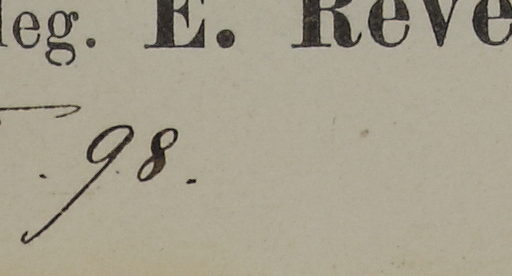 leg. E. Reve
. 98.